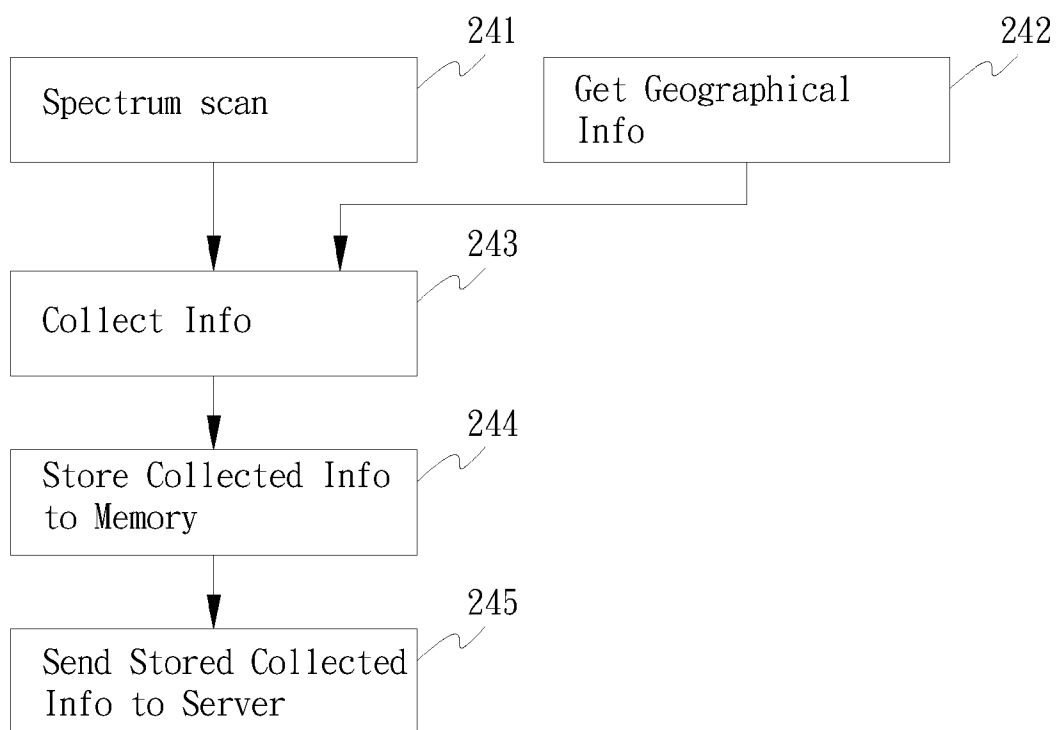 241
Spectrum scan
242
Get Geographical
Info
243
Collect Info
244
Store Collected Info
to Memory
245
Send Stored Collected
Info to Server